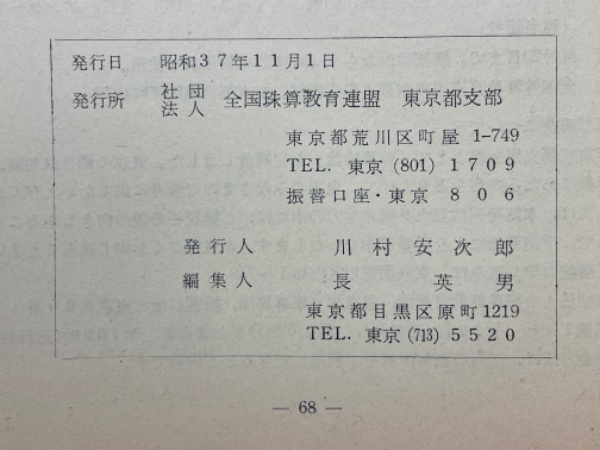 発行日 昭和37年11月1日
発行所 社団法人 全国珠算教育連盟 東京都支部
東京都荒川区町屋 1-749
TEL. 東京 (801) 1709
振替口座・東京 806
発行人 川村安次郎
編集人 長英男
東京都目黒区原町1219
TEL. 東京 (713) 5520
— 68 —